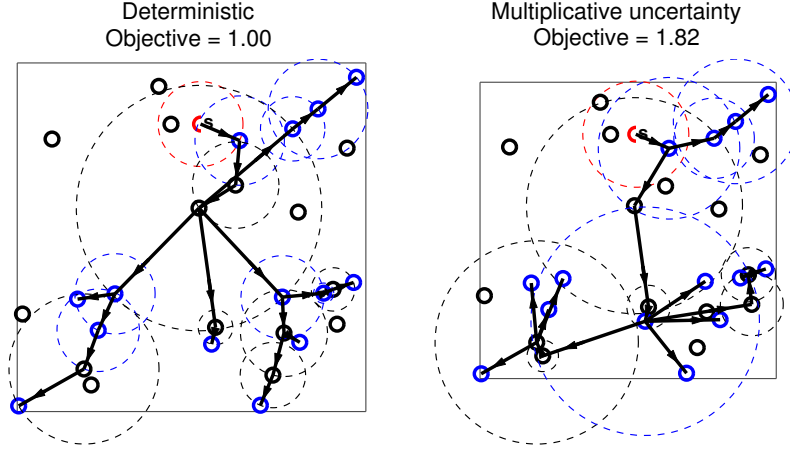 Deterministic
Objective = 1.00
Multiplicative uncertainty
Objective = 1.82
s
s